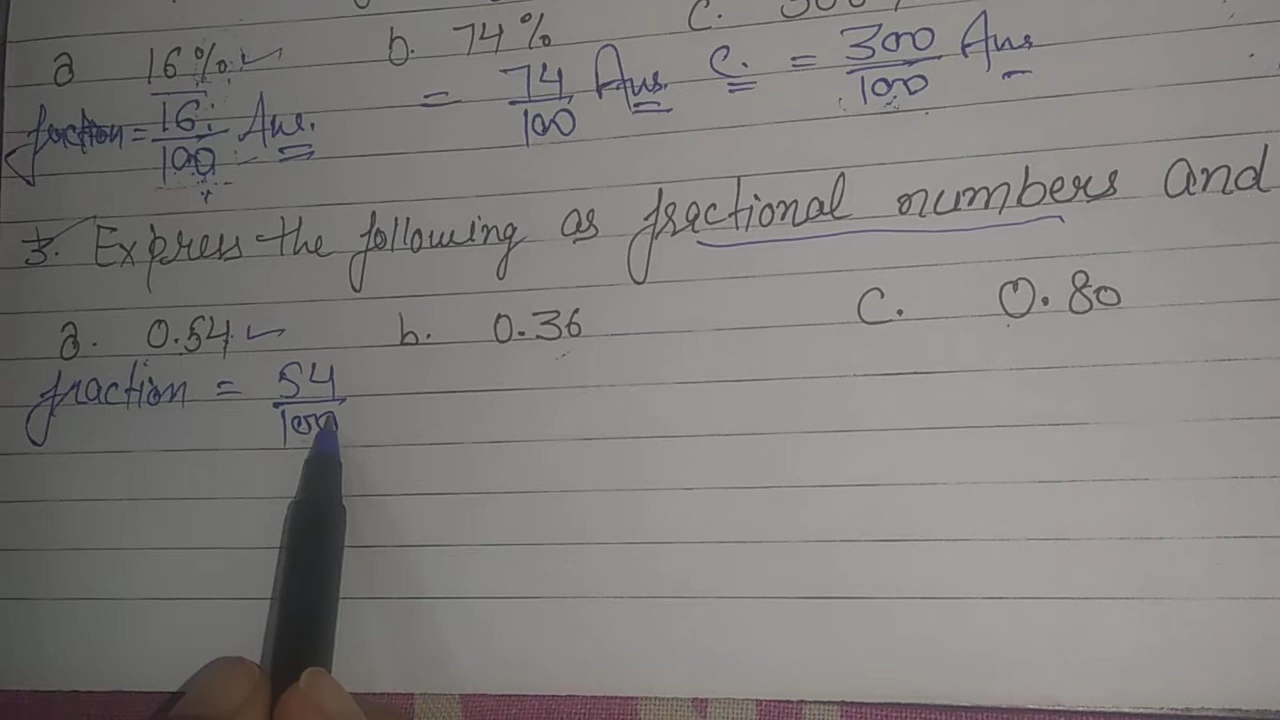 a 16% b. 74% C.
fraction = 16/100 Ans. = 74/100 Ans. C. = 300/100 Ans
3. Express the following as fractional numbers and
a. 0.54 b. 0.36 C. 0.80
fraction = 54/100